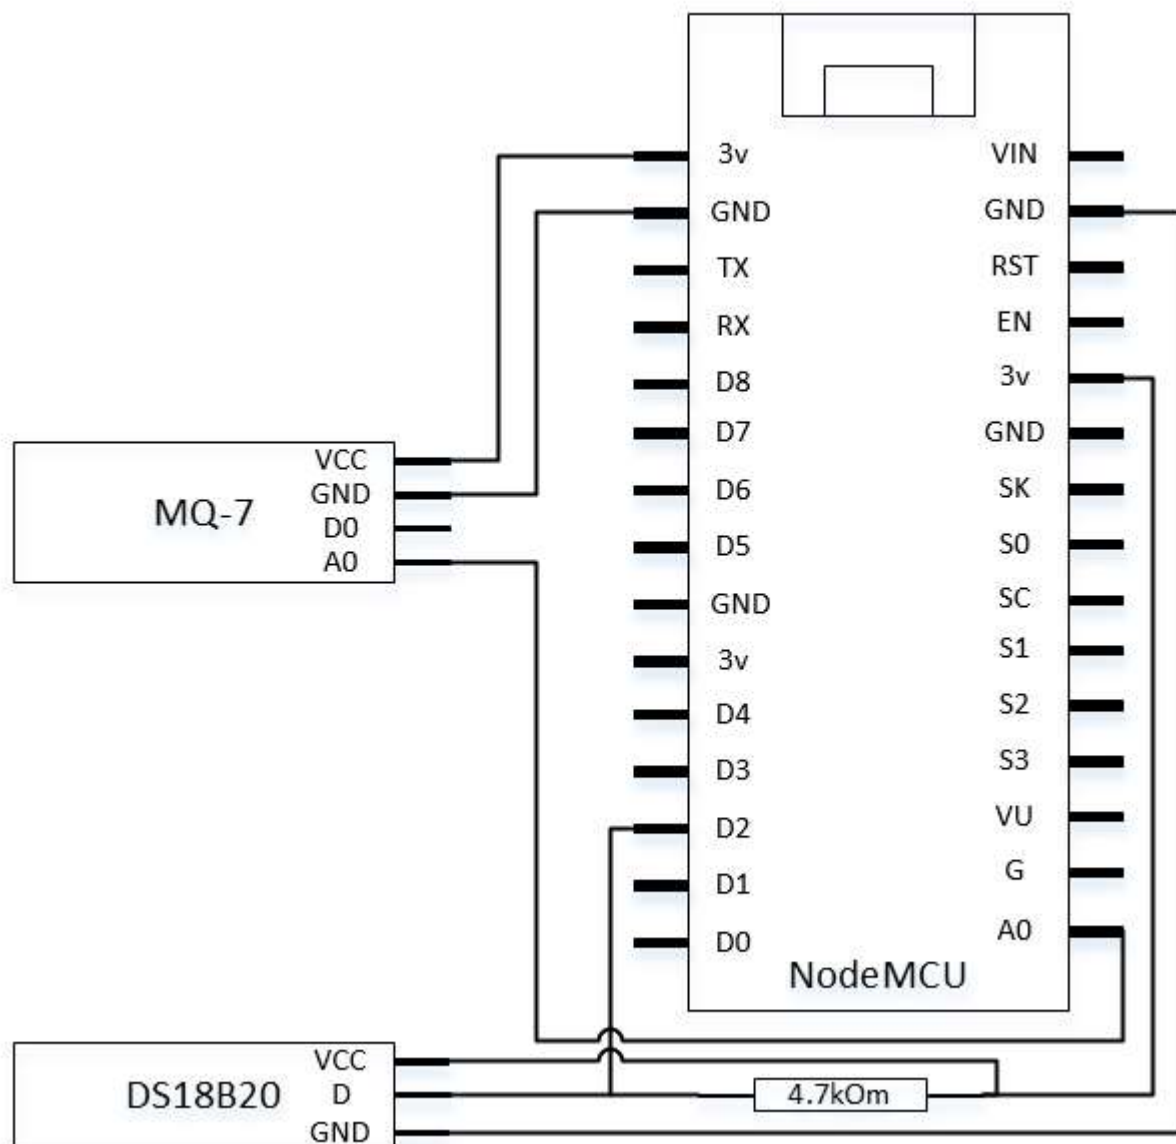 3v VIN
GND GND
TX RST
RX EN
D8 3v
D7 GND
D6 SK
D5 S0
GND SC
3v S1
D4 S2
D3 S3
D2 VU
D1 G
D0 A0
NodeMCU
MQ-7
VCC
GND
D0
A0
DS18B20
VCC
D
GND
4.7kOm